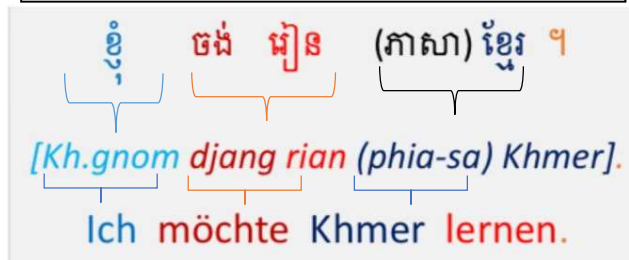 ខ្ញុំ ចង់ រៀន (ភាសា) ខ្មែរ ។
[Kh.gnom djang rian (phia-sa) Khmer].
Ich möchte Khmer lernen.